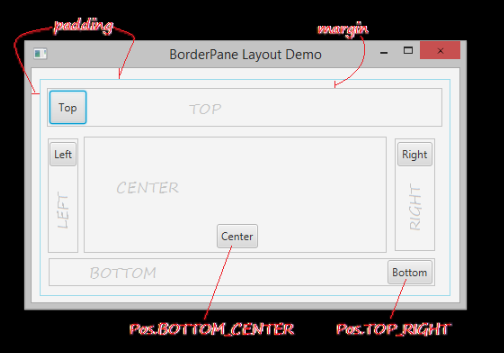 padding
margin
BorderPane Layout Demo
Top
TOP
Left
Right
CENTER
LEFT
RIGHT
Center
BOTTOM
Bottom
Pos.BOTTOM_CENTER
Pos.TOP_RIGHT